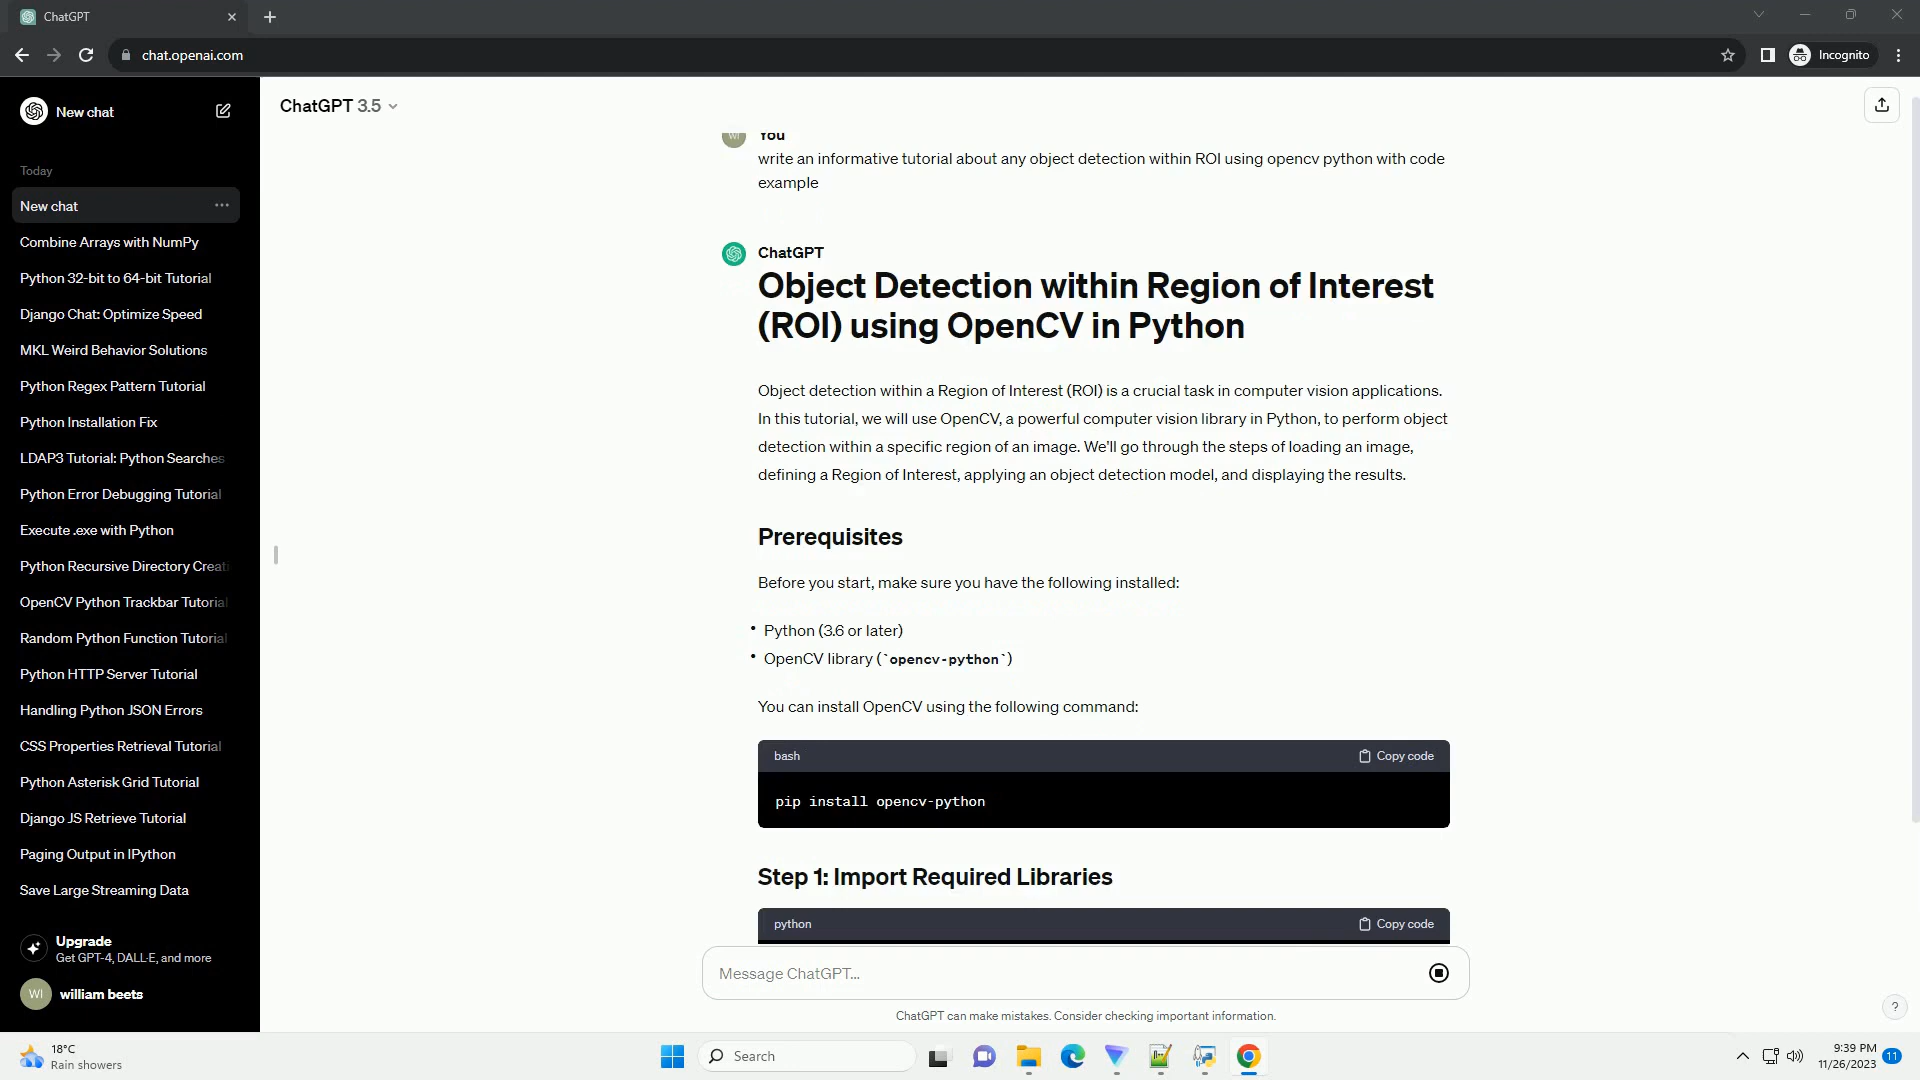 ChatGPT
chat.openai.com
Incognito
New chat
ChatGPT 3.5
Today
New chat
Combine Arrays with NumPy
Python 32-bit to 64-bit Tutorial
Django Chat: Optimize Speed
MKL Weird Behavior Solutions
Python Regex Pattern Tutorial
Python Installation Fix
LDAP3 Tutorial: Python Searches
Python Error Debugging Tutorial
Execute .exe with Python
Python Recursive Directory Creati
OpenCV Python Trackbar Tutorial
Random Python Function Tutorial
Python HTTP Server Tutorial
Handling Python JSON Errors
CSS Properties Retrieval Tutorial
Python Asterisk Grid Tutorial
Django JS Retrieve Tutorial
Paging Output in IPython
Save Large Streaming Data
Upgrade
Get GPT-4, DALL·E, and more
WI
william beets
WI
You
write an informative tutorial about any object detection within ROI using opencv python with code
example
ChatGPT
Object Detection within Region of Interest
(ROI) using OpenCV in Python
Object detection within a Region of Interest (ROI) is a crucial task in computer vision applications.
In this tutorial, we will use OpenCV, a powerful computer vision library in Python, to perform object
detection within a specific region of an image. We'll go through the steps of loading an image,
defining a Region of Interest, applying an object detection model, and displaying the results.
Prerequisites
Before you start, make sure you have the following installed:
• Python (3.6 or later)
• OpenCV library (`opencv-python`)
You can install OpenCV using the following command:
bash
Copy code
pip install opencv-python
Step 1: Import Required Libraries
python
Copy code
Message ChatGPT...
ChatGPT can make mistakes. Consider checking important information.
?
18°C
Rain showers
Search
9:39 PM
11/26/2023
11